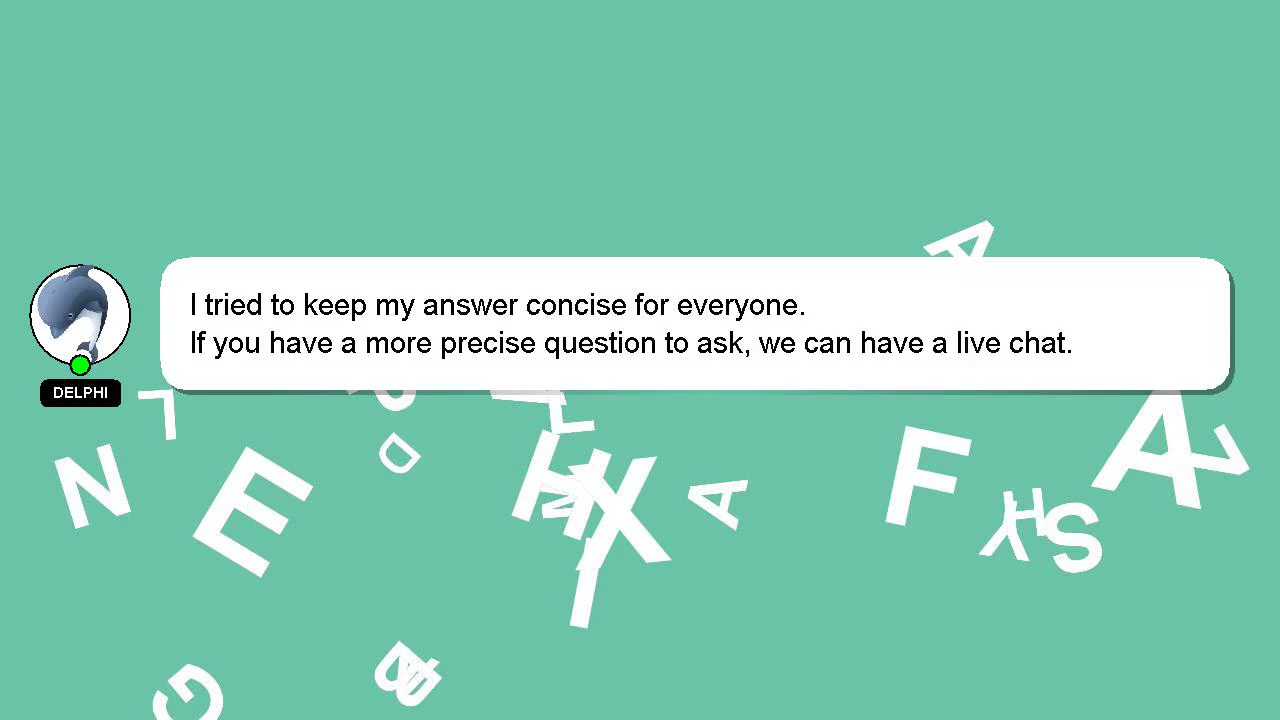 I tried to keep my answer concise for everyone.
If you have a more precise question to ask, we can have a live chat.
DELPHI
A
L
N
E
D
H
X
A
F
A
Y
H
S
G
B